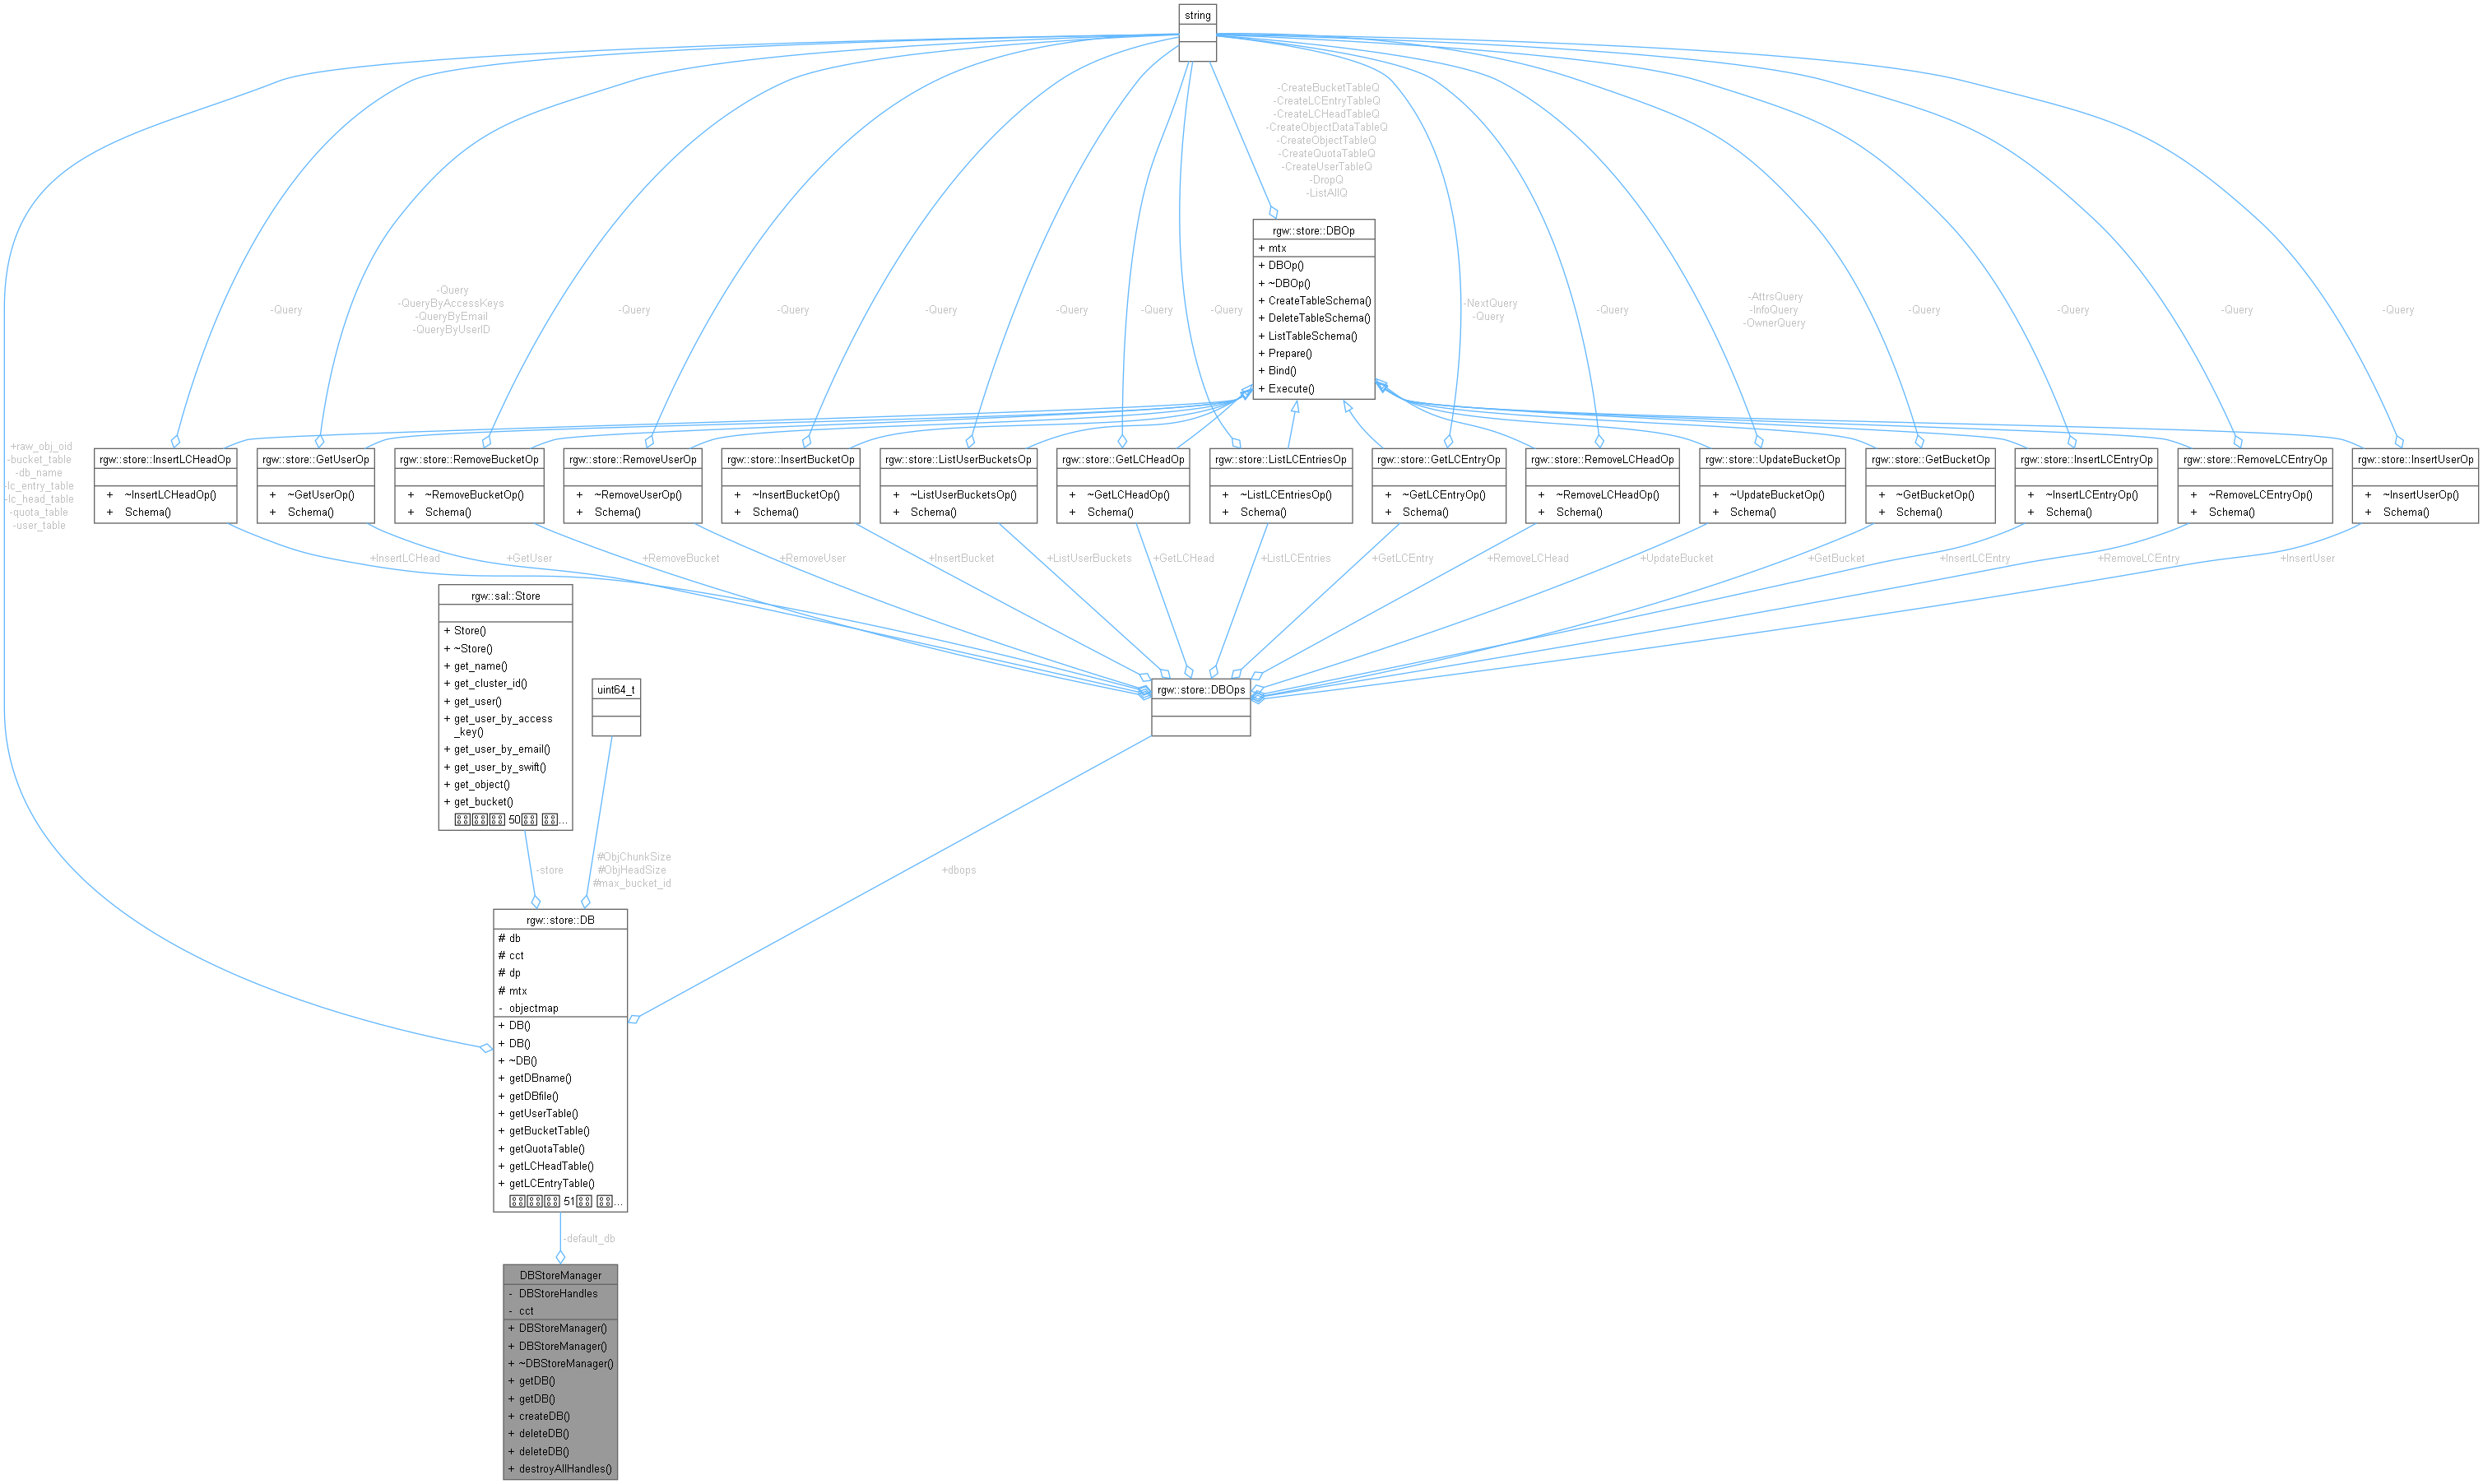 string
-CreateBucketTableQ
-CreateLCEntryTableQ
-CreateLCHeadTableQ
-CreateObjectDataTableQ
-CreateObjectTableQ
-CreateQuotaTableQ
-CreateUserTableQ
-DropQ
-ListAllQ
rgw::store::DBOp
+ mtx
+ DBOp()
+ ~DBOp()
+ CreateTableSchema()
+ DeleteTableSchema()
+ ListTableSchema()
+ Prepare()
+ Bind()
+ Execute()
-Query
-Query
-QueryByAccessKeys
-QueryByEmail
-QueryByUserID
-Query
-Query
-Query
-Query
-Query
-Query
-NextQuery
-Query
-Query
-AttrsQuery
-InfoQuery
-OwnerQuery
-Query
-Query
-Query
-Query
+raw_obj_oid
-bucket_table
-db_name
-lc_entry_table
-lc_head_table
-quota_table
-user_table
rgw::store::InsertLCHeadOp
+ ~InsertLCHeadOp()
+ Schema()
rgw::store::GetUserOp
+ ~GetUserOp()
+ Schema()
rgw::store::RemoveBucketOp
+ ~RemoveBucketOp()
+ Schema()
rgw::store::RemoveUserOp
+ ~RemoveUserOp()
+ Schema()
rgw::store::InsertBucketOp
+ ~InsertBucketOp()
+ Schema()
rgw::store::ListUserBucketsOp
+ ~ListUserBucketsOp()
+ Schema()
rgw::store::GetLCHeadOp
+ ~GetLCHeadOp()
+ Schema()
rgw::store::ListLCEntriesOp
+ ~ListLCEntriesOp()
+ Schema()
rgw::store::GetLCEntryOp
+ ~GetLCEntryOp()
+ Schema()
rgw::store::RemoveLCHeadOp
+ ~RemoveLCHeadOp()
+ Schema()
rgw::store::UpdateBucketOp
+ ~UpdateBucketOp()
+ Schema()
rgw::store::GetBucketOp
+ ~GetBucketOp()
+ Schema()
rgw::store::InsertLCEntryOp
+ ~InsertLCEntryOp()
+ Schema()
rgw::store::RemoveLCEntryOp
+ ~RemoveLCEntryOp()
+ Schema()
rgw::store::InsertUserOp
+ ~InsertUserOp()
+ Schema()
+InsertLCHead
+GetUser
+RemoveBucket
+RemoveUser
+InsertBucket
+ListUserBuckets
+GetLCHead
+ListLCEntries
+GetLCEntry
+RemoveLCHead
+UpdateBucket
+GetBucket
+InsertLCEntry
+RemoveLCEntry
+InsertUser
rgw::sal::Store
+ Store()
+ ~Store()
+ get_name()
+ get_cluster_id()
+ get_user()
+ get_user_by_access
_key()
+ get_user_by_email()
+ get_user_by_swift()
+ get_object()
+ get_bucket()
50 ...
uint64_t
rgw::store::DBOps
-store
#ObjChunkSize
#ObjHeadSize
#max_bucket_id
+dbops
rgw::store::DB
# db
# cct
# dp
# mtx
- objectmap
+ DB()
+ DB()
+ ~DB()
+ getDBname()
+ getDBfile()
+ getUserTable()
+ getBucketTable()
+ getQuotaTable()
+ getLCHeadTable()
+ getLCEntryTable()
51 ...
-default_db
DBStoreManager
- DBStoreHandles
- cct
+ DBStoreManager()
+ DBStoreManager()
+ ~DBStoreManager()
+ getDB()
+ getDB()
+ createDB()
+ deleteDB()
+ deleteDB()
+ destroyAllHandles()